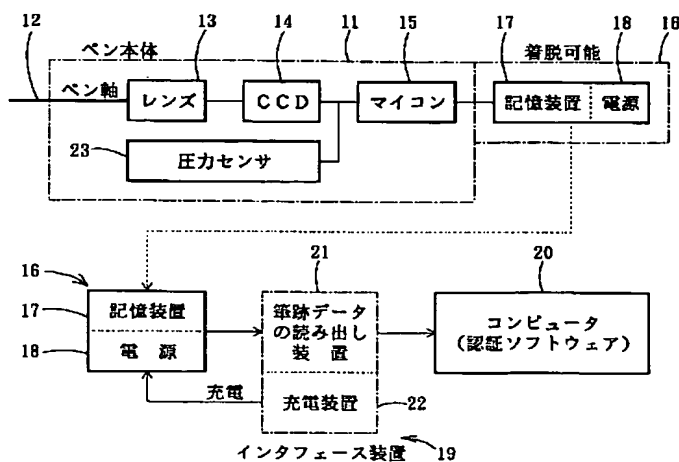 12
13
14
11
15
17
18
16
ペン本体
着脱可能
ペン軸
レンズ
CCD
マイコン
記憶装置
電源
23
圧力センサ
16
21
20
17
記憶装置
筆跡データ
の読み出し
装置
コンピュータ
(認証ソフトウェア)
18
電 源
充電
充電装置
22
インタフェース装置
19